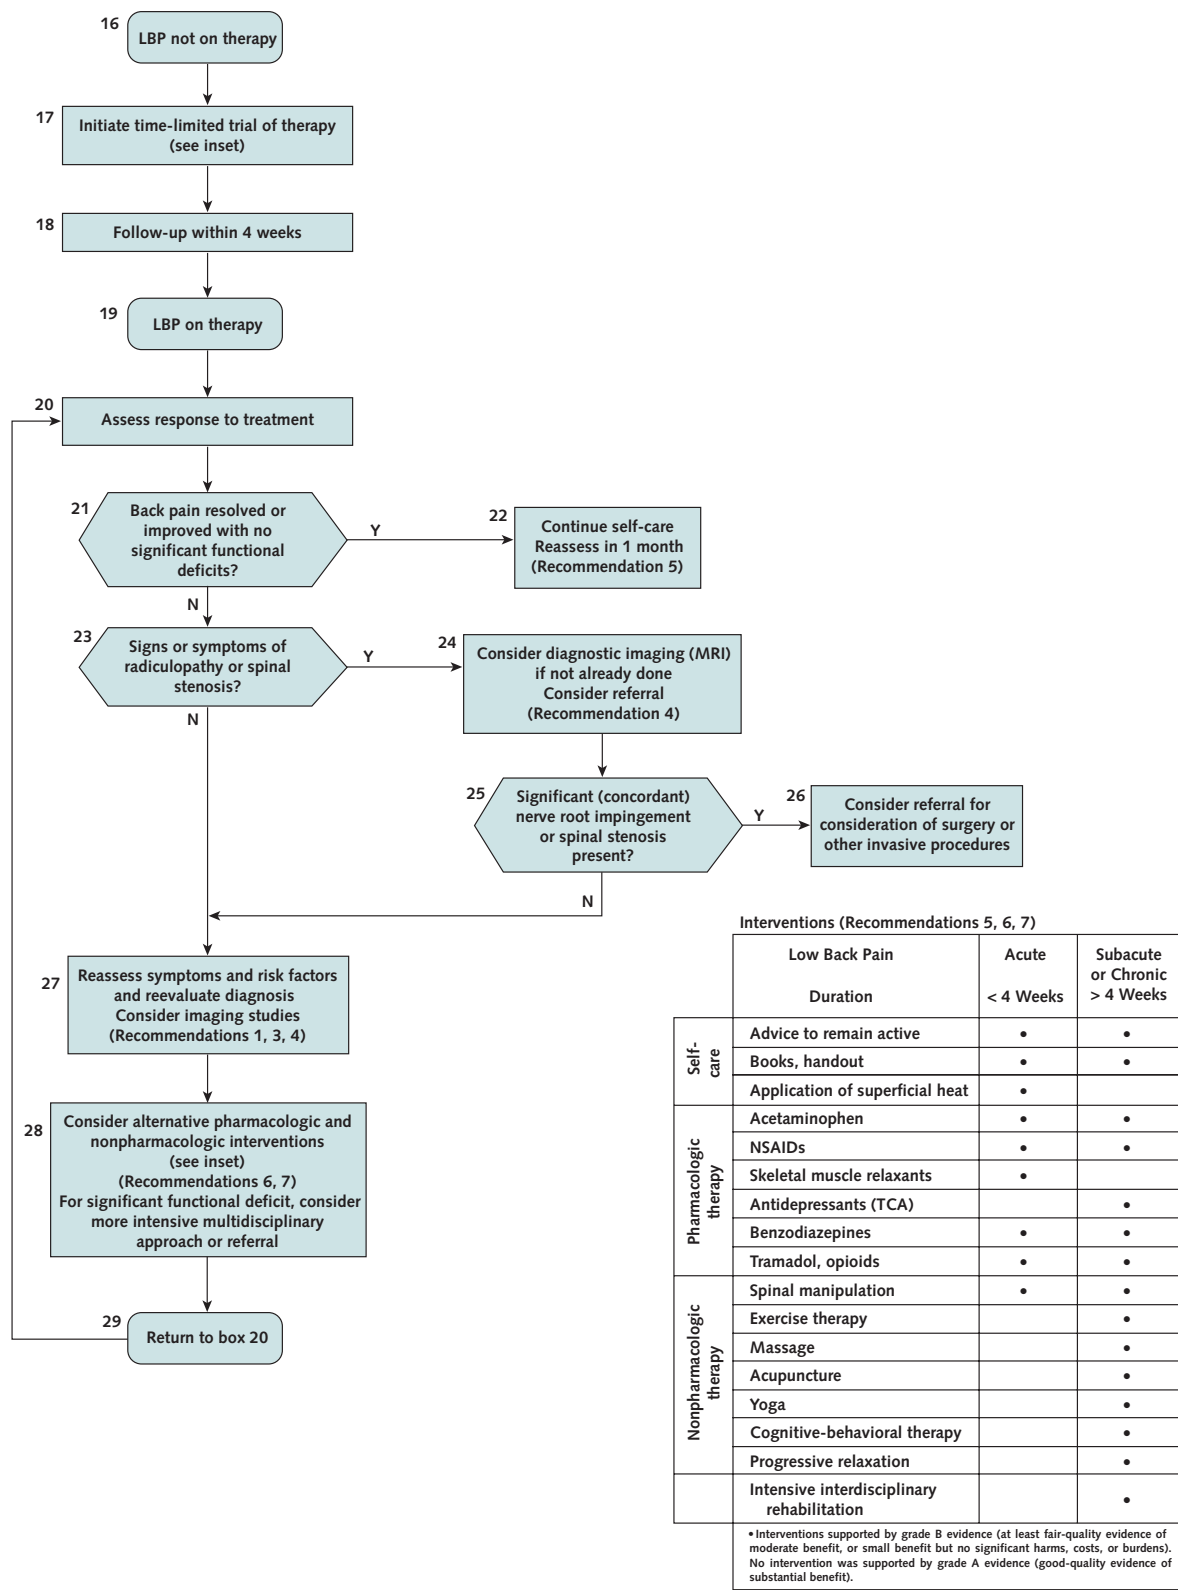 16
LBP not on therapy
17
Initiate time-limited trial of therapy
(see inset)
18
Follow-up within 4 weeks
19
LBP on therapy
20
Assess response to treatment
21
Back pain resolved or
improved with no
significant functional
deficits?
Y
N
22
Continue self-care
Reassess in 1 month
(Recommendation 5)
23
Signs or symptoms of
radiculopathy or spinal
stenosis?
Y
N
24
Consider diagnostic imaging (MRI)
if not already done
Consider referral
(Recommendation 4)
25
Significant (concordant)
nerve root impingement
or spinal stenosis
present?
Y
N
26
Consider referral for
consideration of surgery or
other invasive procedures
27
Reassess symptoms and risk factors
and reevaluate diagnosis
Consider imaging studies
(Recommendations 1, 3, 4)
28
Consider alternative pharmacologic and
nonpharmacologic interventions
(see inset)
(Recommendations 6, 7)
For significant functional deficit, consider
more intensive multidisciplinary
approach or referral
29
Return to box 20
Interventions (Recommendations 5, 6, 7)
Low Back Pain
Duration
Acute
< 4 Weeks
Subacute
or Chronic
> 4 Weeks
Self-
care
Advice to remain active • •
Books, handout • •
Application of superficial heat •
Pharmacologic
therapy
Acetaminophen • •
NSAIDs • •
Skeletal muscle relaxants •
Antidepressants (TCA) •
Benzodiazepines • •
Tramadol, opioids • •
Nonpharmacologic
therapy
Spinal manipulation • •
Exercise therapy •
Massage •
Acupuncture •
Yoga •
Cognitive-behavioral therapy •
Progressive relaxation •
Intensive interdisciplinary
rehabilitation •
• Interventions supported by grade B evidence (at least fair-quality evidence of
moderate benefit, or small benefit but no significant harms, costs, or burdens).
No intervention was supported by grade A evidence (good-quality evidence of
substantial benefit).